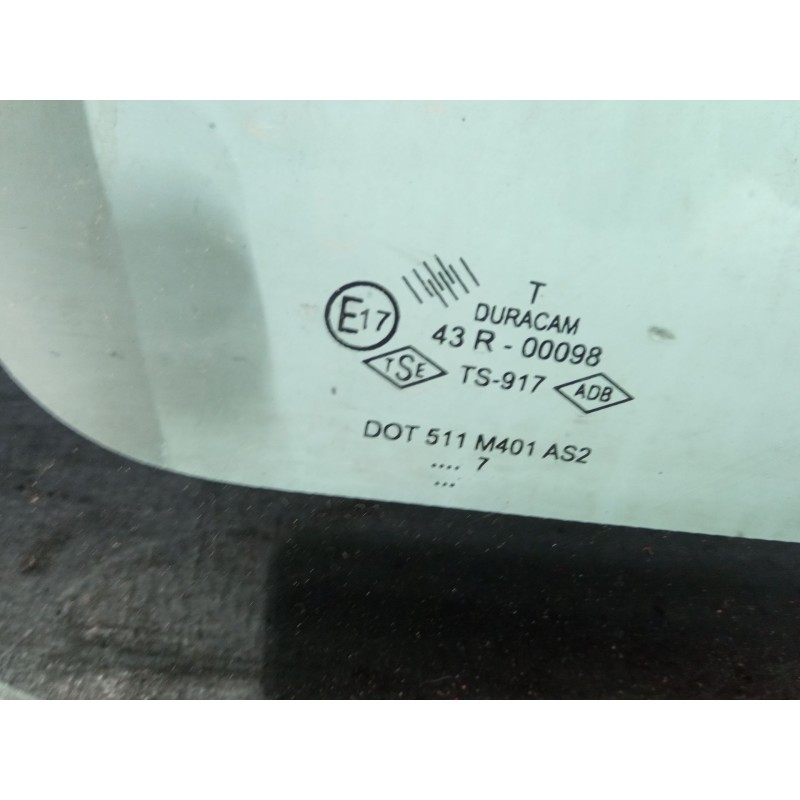 T
DURACAM
E17 43 R - 00098
TSE TS-917 ADB
DOT 511 M401 AS2
.... 7
...